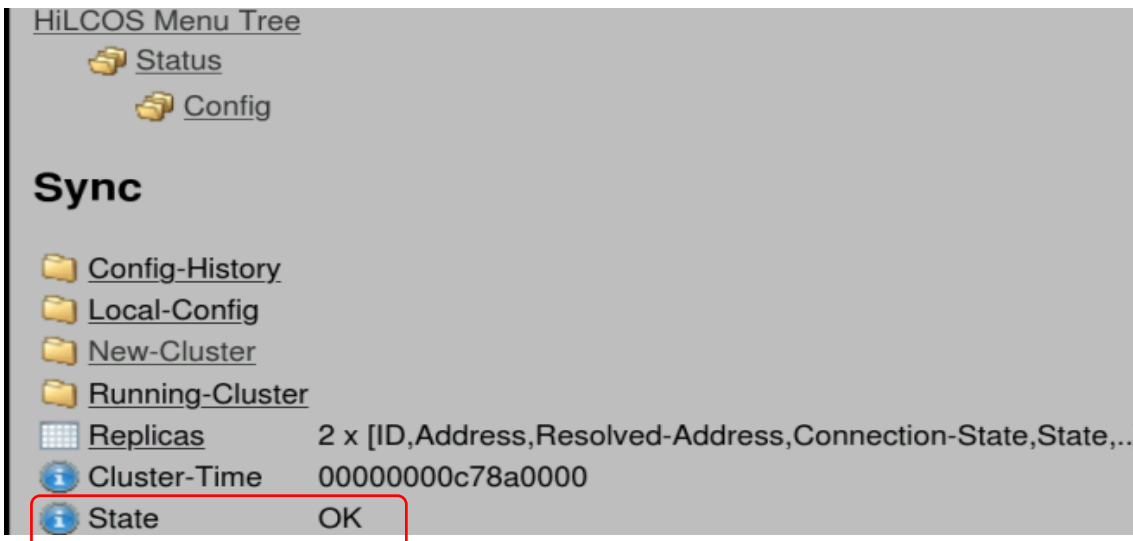 HiLCOS Menu Tree
Status
Config
Sync
Config-History
Local-Config
New-Cluster
Running-Cluster
Replicas 2 x [ID,Address,Resolved-Address,Connection-State,State,..
Cluster-Time 00000000c78a0000
State OK